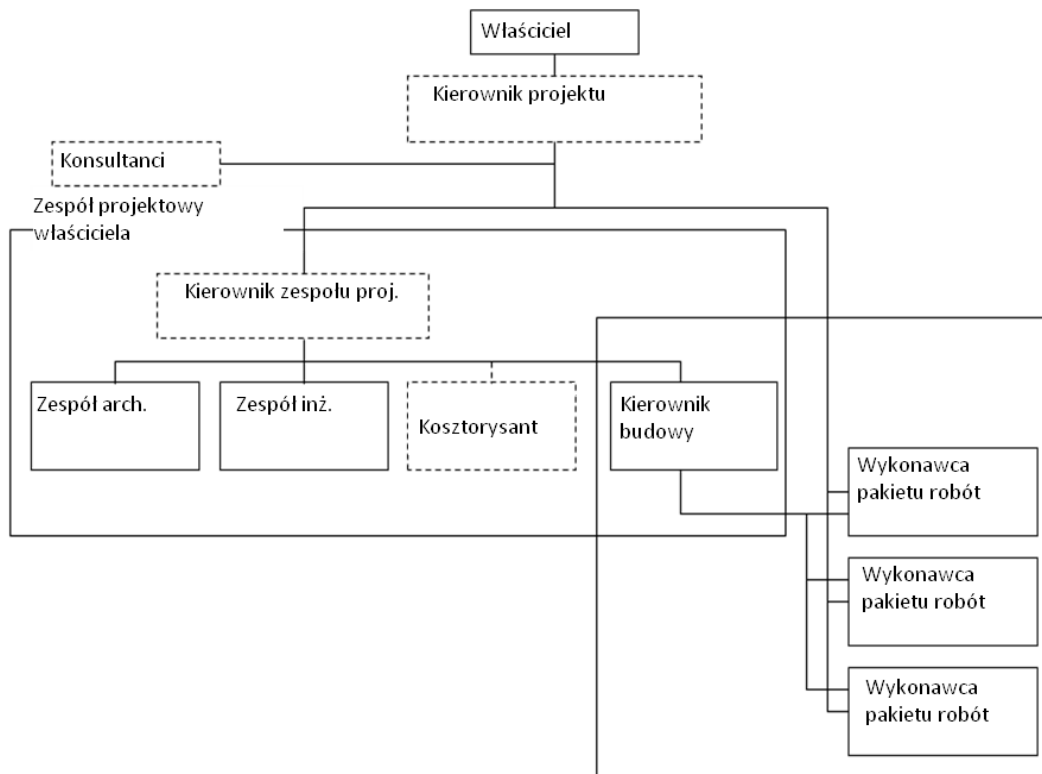 Właściciel
Kierownik projektu
Konsultanci
Zespół projektowy
właściciela
Kierownik zespołu proj.
Zespół arch.
Zespół inż.
Kosztorysant
Kierownik
budowy
Wykonawca
pakietu robót
Wykonawca
pakietu robót
Wykonawca
pakietu robót